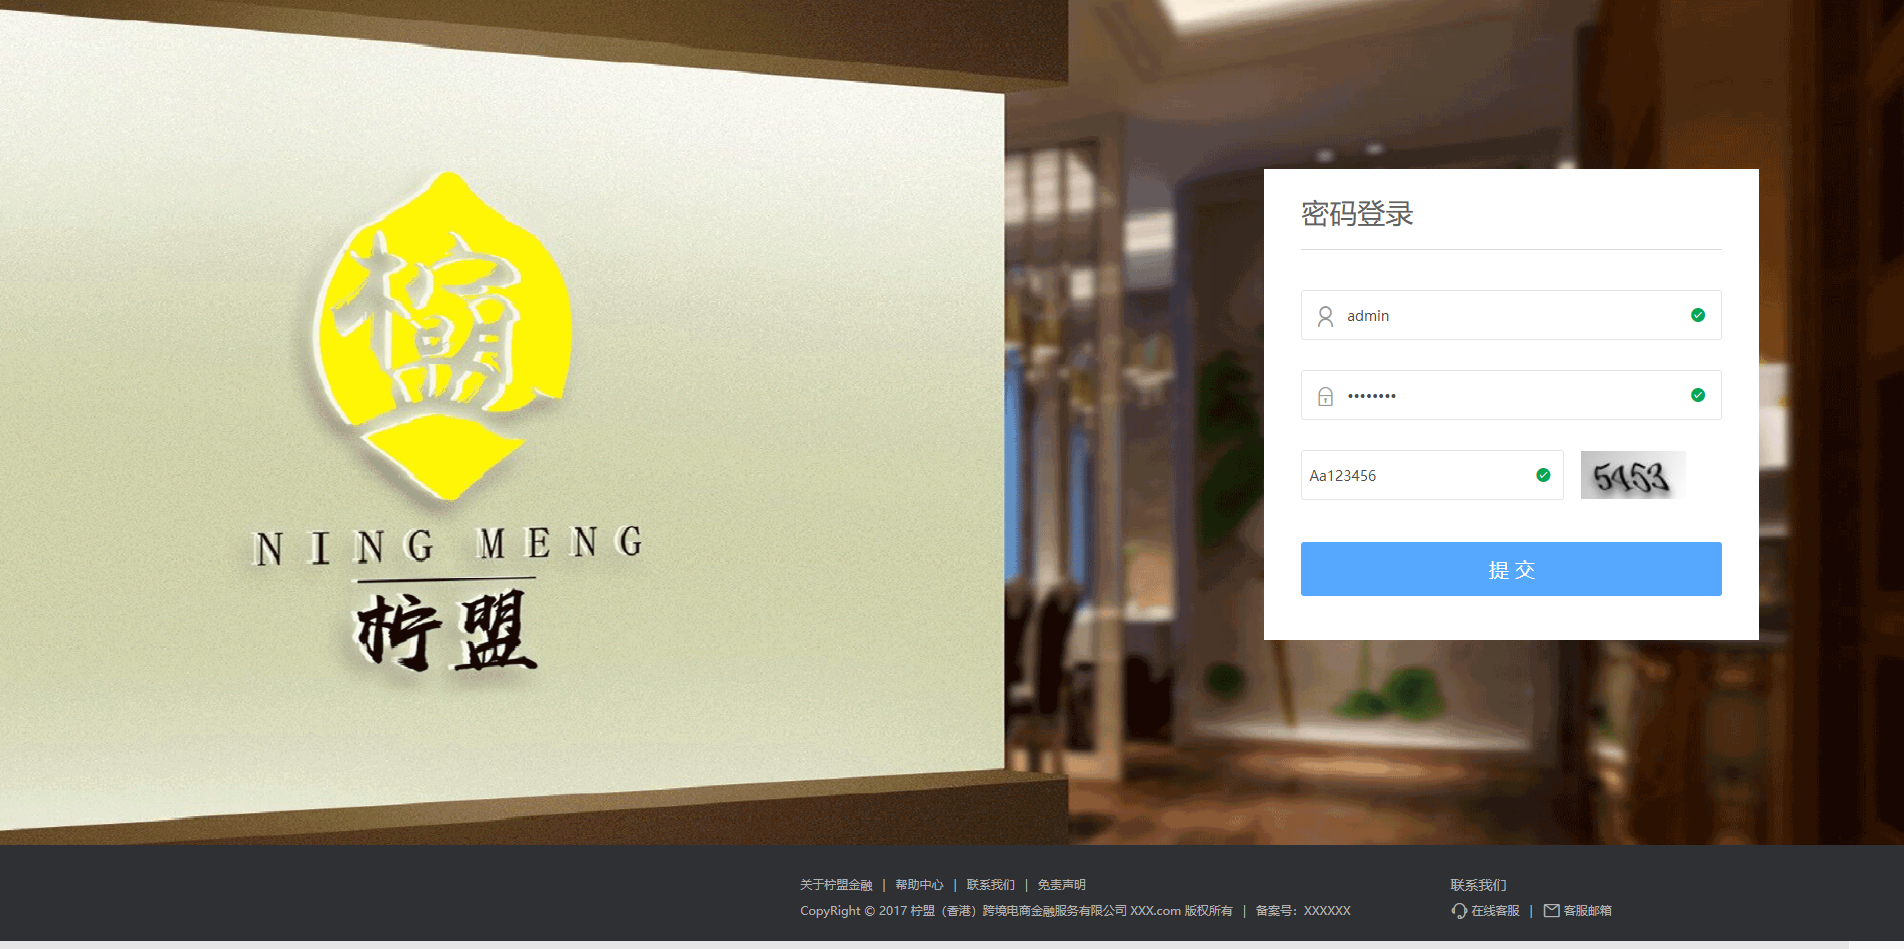 柠盟
NING MENG
柠盟
密码登录
admin
••••••••
Aa123456
5453
提 交
关于柠盟金融 | 帮助中心 | 联系我们 | 免责声明
CopyRight © 2017 柠盟（香港）跨境电商金融服务有限公司 XXX.com 版权所有 | 备案号：XXXXXX
联系我们
在线客服 | 客服邮箱